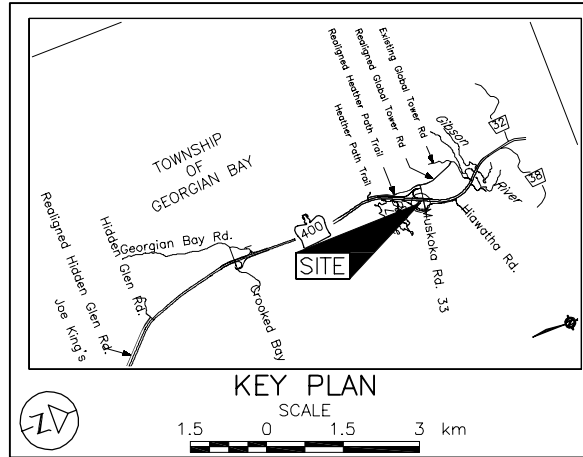 Existing Global Tower Rd
Realigned Global Tower Rd
Realigned Heather Path Trail
Heather Path Trail
Gibson
River
32
38
TOWNSHIP
OF
GEORGIAN BAY
Hiawatha Rd.
Muskoka Rd. 33
400
SITE
Georgian Bay Rd.
Crooked Bay
Hidden Glen Rd.
Realigned Hidden Glen Rd.
Joe King's
KEY PLAN
SCALE
1.5 0 1.5 3 km
N